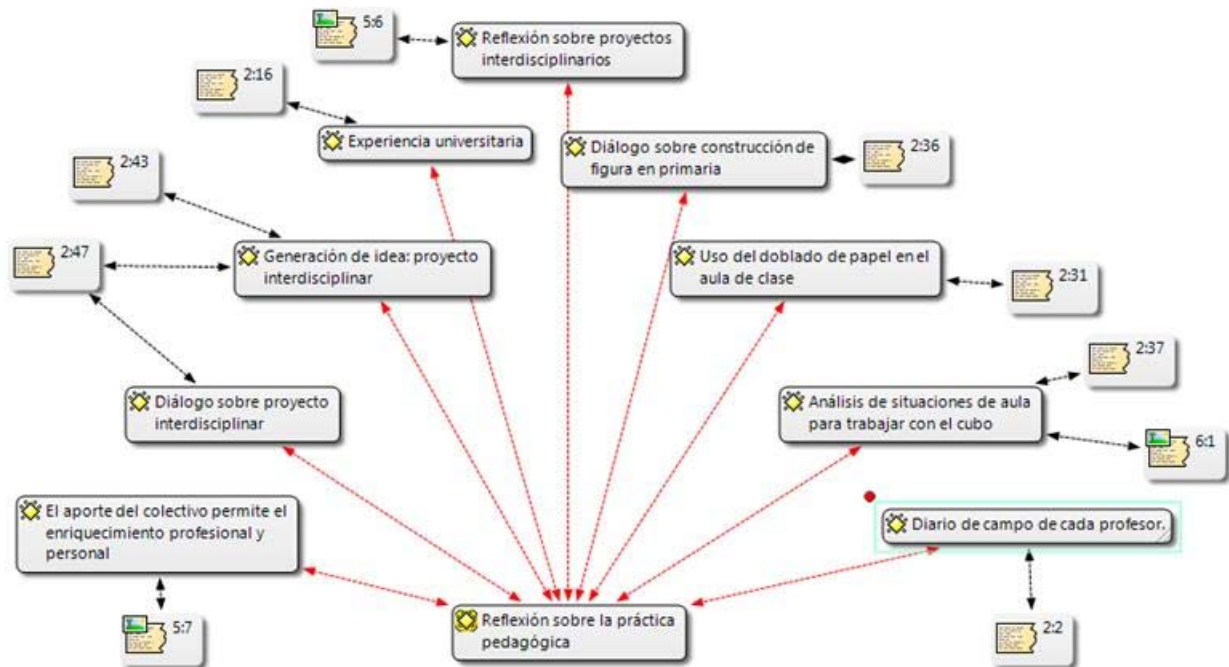 5:6
Reflexión sobre proyectos
interdisciplinarios
2:16
Experiencia universitaria
Diálogo sobre construcción de
figura en primaria
2:36
2:43
2:47
Generación de idea: proyecto
interdisciplinar
Uso del doblado de papel en el
aula de clase
2:31
2:37
Diálogo sobre proyecto
interdisciplinar
Análisis de situaciones de aula
para trabajar con el cubo
6:1
El aporte del colectivo permite el
enriquecimiento profesional y
personal
Diario de campo de cada profesor.
5:7
Reflexión sobre la práctica
pedagógica
2:2